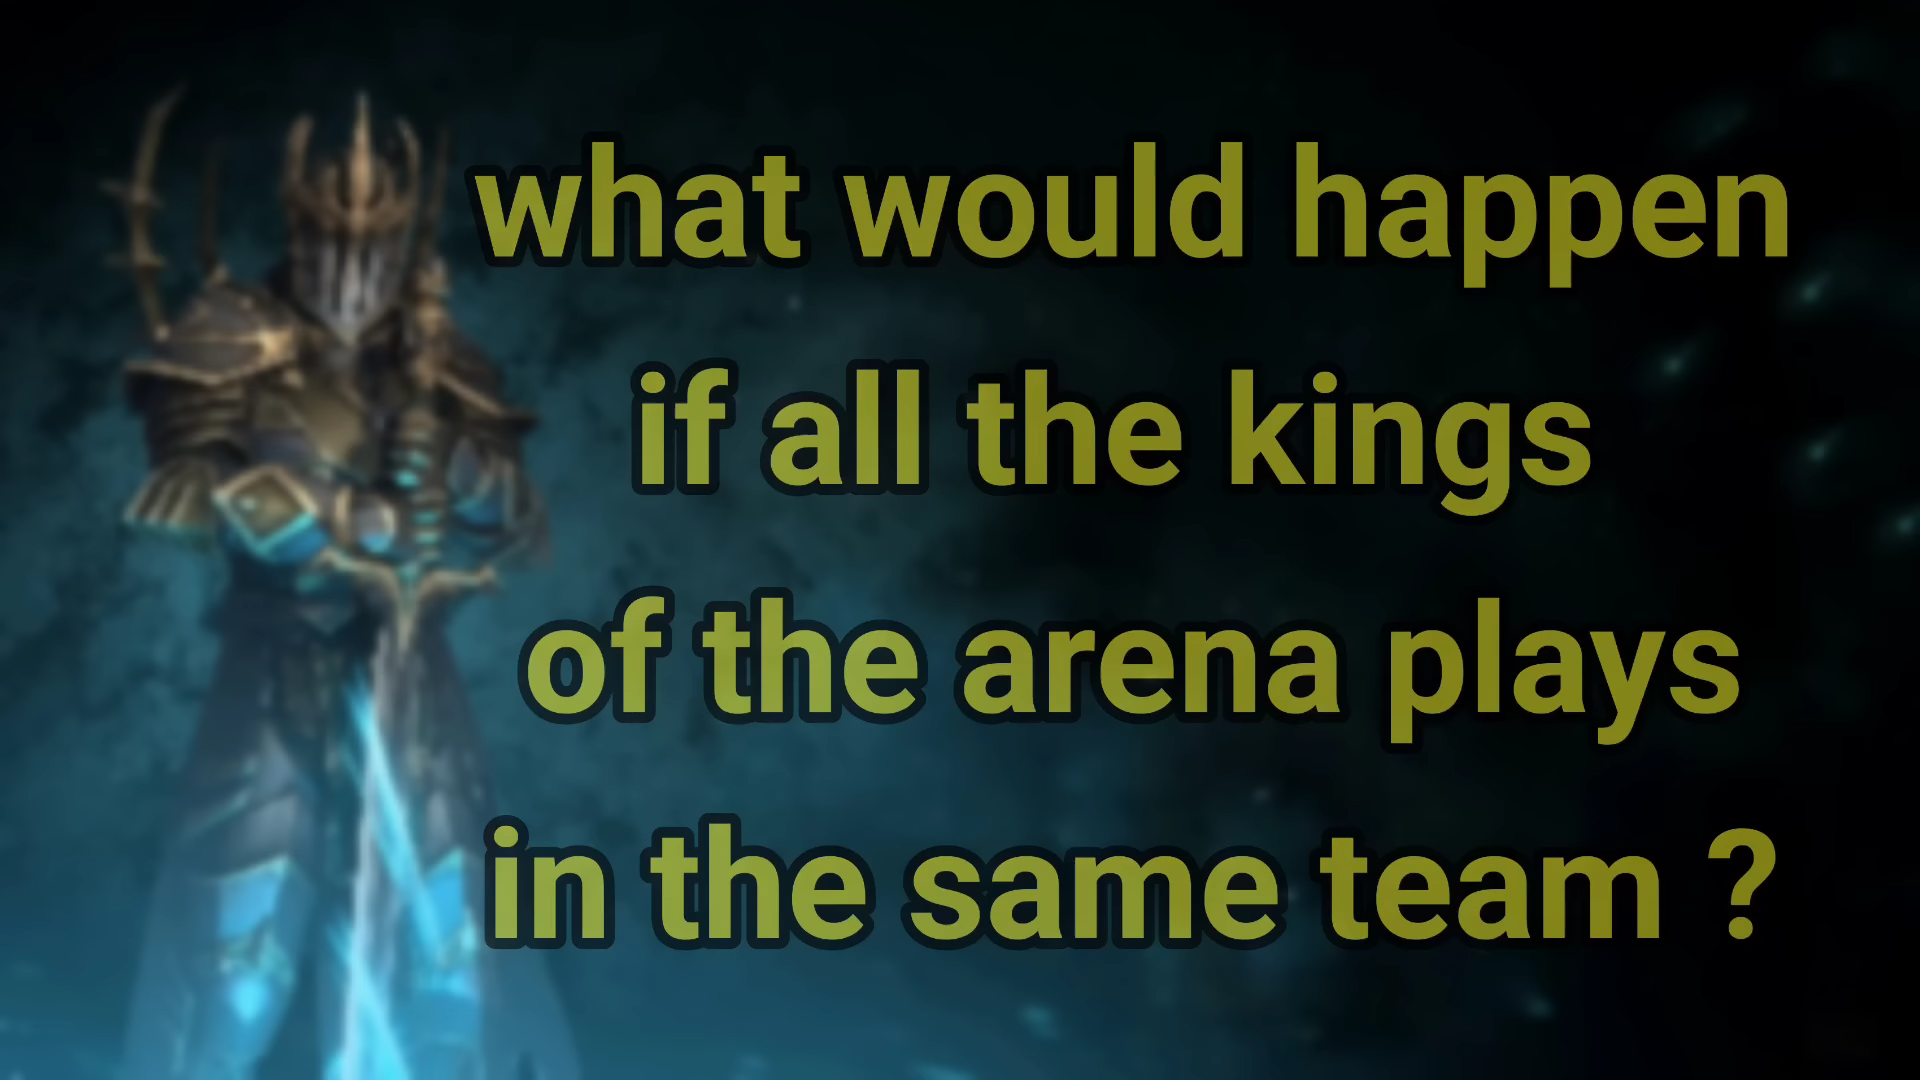 what would happen
if all the kings
of the arena plays
in the same team ?